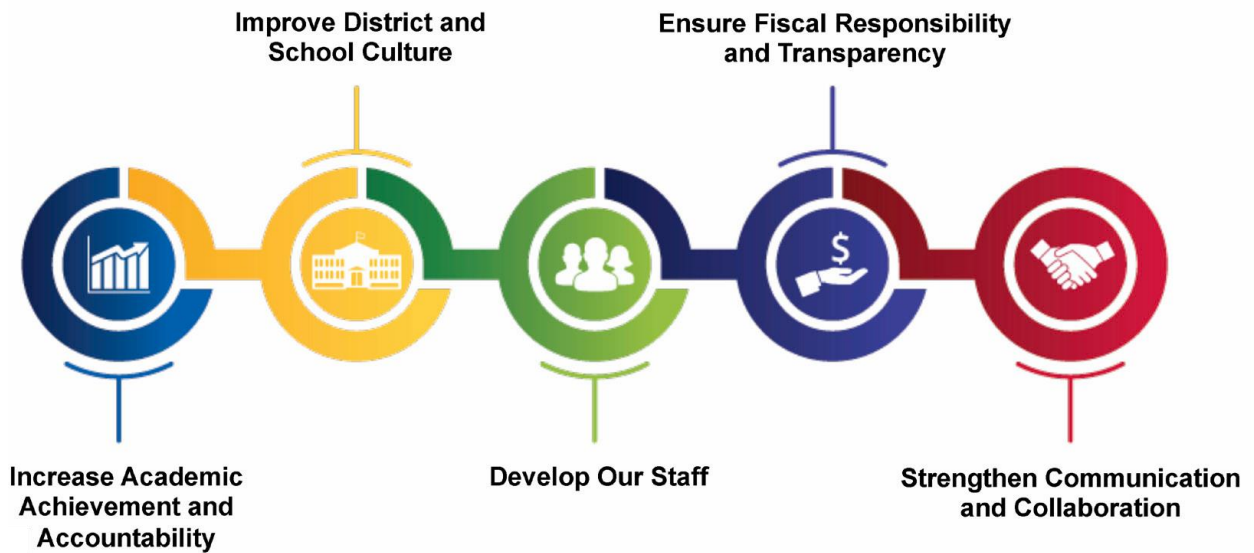 Improve District and
School Culture
Ensure Fiscal Responsibility
and Transparency
$
Increase Academic
Achievement and
Accountability
Develop Our Staff
Strengthen Communication
and Collaboration